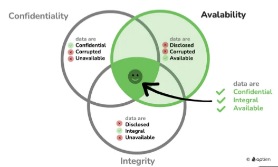 Confidentiality
Avalability
data are
Confidential
Corrupted
Unavailable
data are
Disclosed
Corrupted
Available
data are
Confidential
Integral
Available
data are
Disclosed
Integral
Unavailable
Integrity
©